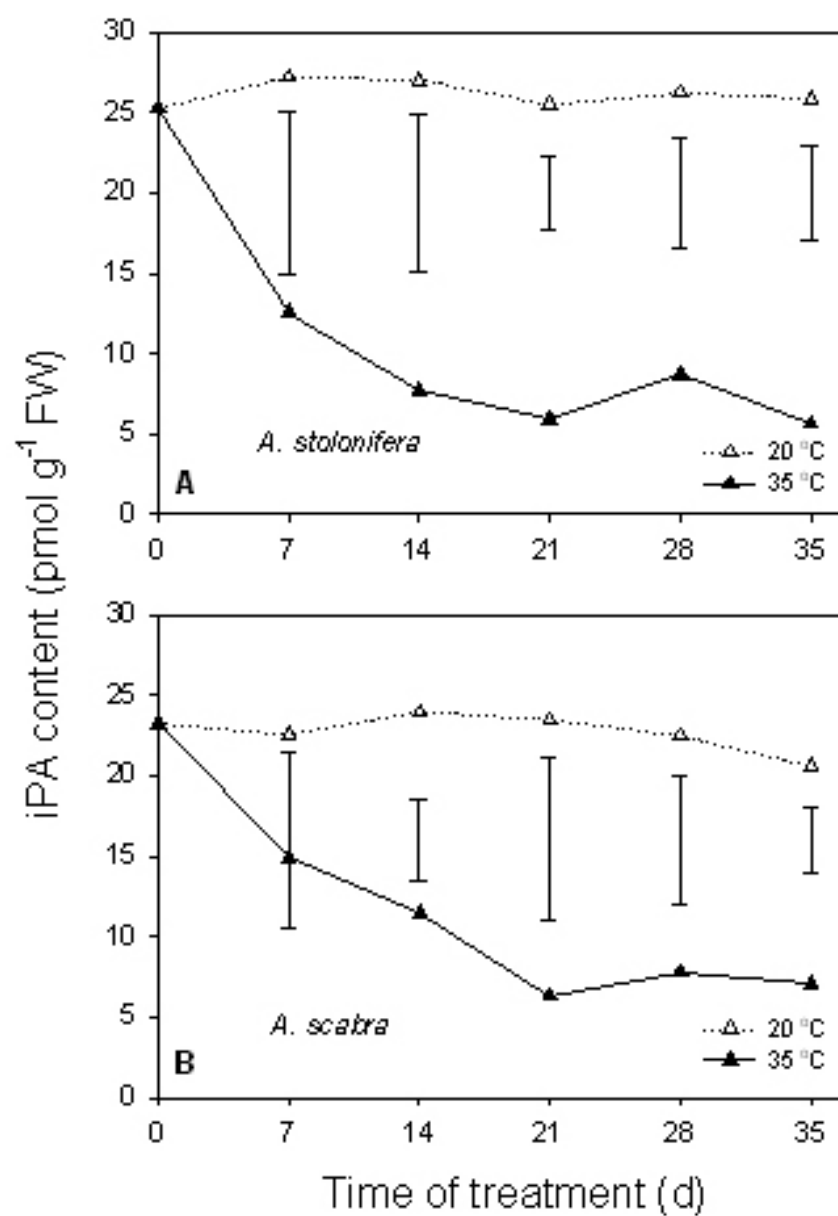 iPA content (pmol g⁻¹ FW)
30
25
20
15
10
5
0
A. stolonifera
A
20 °C
35 °C
0 7 14 21 28 35
30
25
20
15
10
5
0
A. scabra
B
20 °C
35 °C
0 7 14 21 28 35
Time of treatment (d)